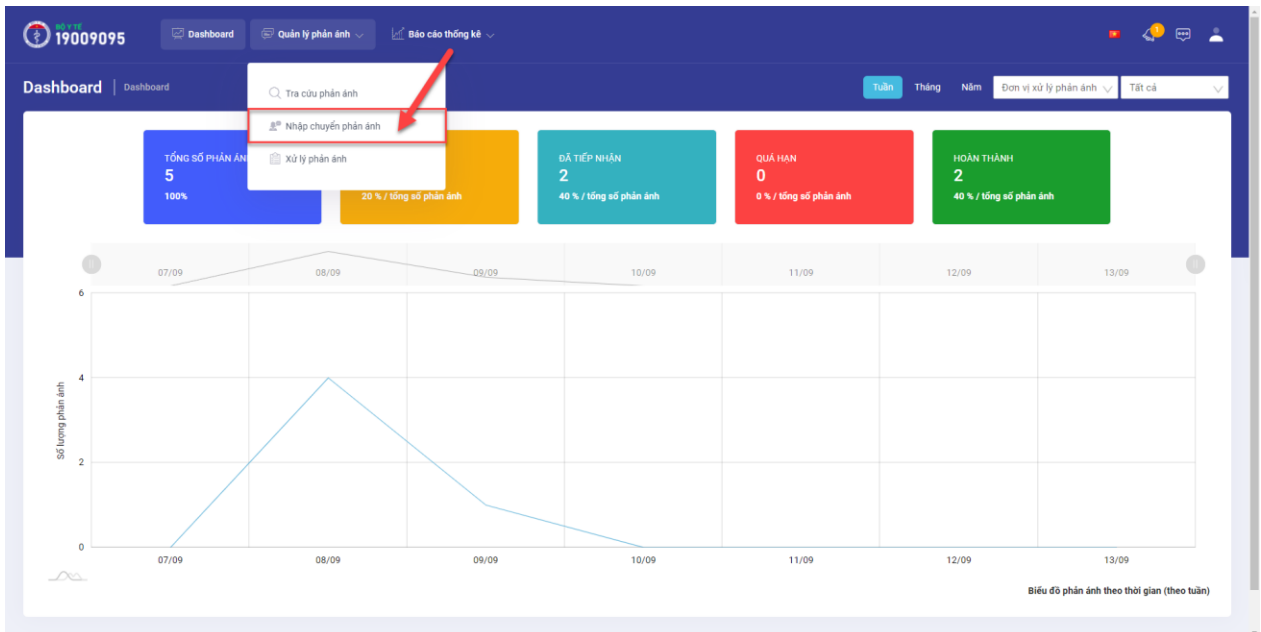 BỘ Y TẾ
19009095
Dashboard
Quản lý phản ánh
Báo cáo thống kê
1
Dashboard | Dashboard
Tuần
Tháng
Năm
Đơn vị xử lý phản ánh
Tất cả
Tra cứu phản ánh
Nhập chuyển phản ánh
Xử lý phản ánh
TỔNG SỐ PHẢN ÁN
5
100%
20 % / tổng số phản ánh
ĐÃ TIẾP NHẬN
2
40 % / tổng số phản ánh
QUÁ HẠN
0
0 % / tổng số phản ánh
HOÀN THÀNH
2
40 % / tổng số phản ánh
07/09 08/09 09/09 10/09 11/09 12/09 13/09
Số lượng phản ánh
6
4
2
0
07/09 08/09 09/09 10/09 11/09 12/09 13/09
Biểu đồ phản ánh theo thời gian (theo tuần)